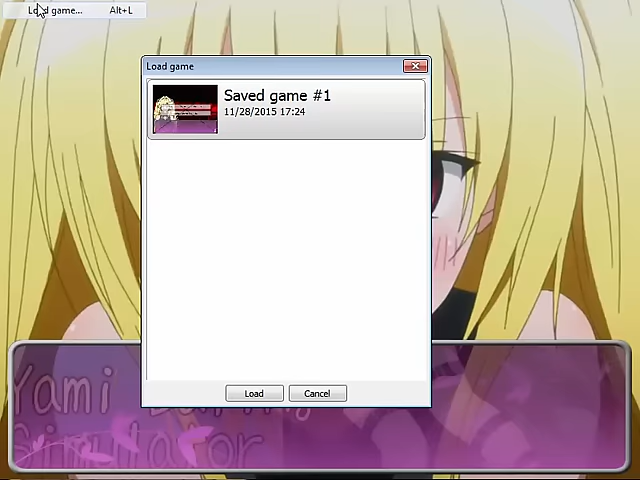 Load game... Alt+L
Load game
Saved game #1
11/28/2015 17:24
Load Cancel
Yami
Simulator